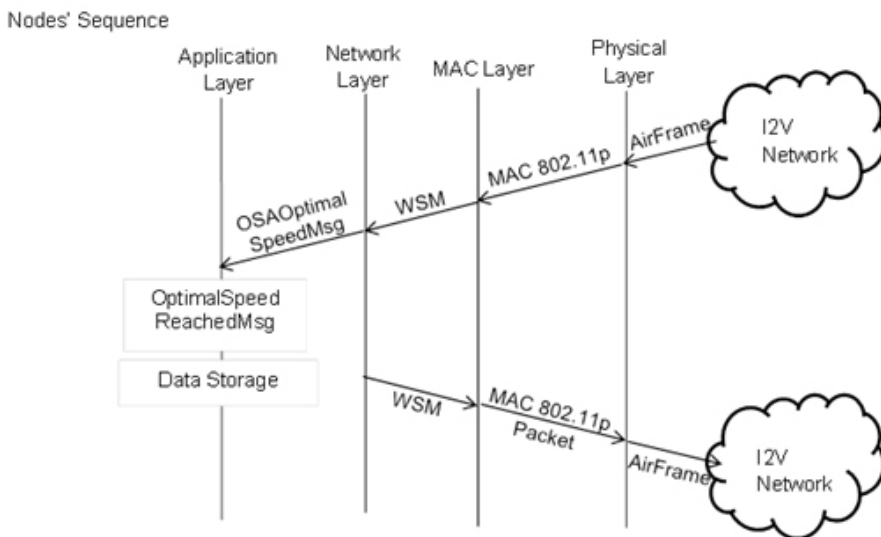 Nodes' Sequence
Application
Layer
Network
Layer
MAC Layer
Physical
Layer
I2V
Network
AirFrame
MAC 802.11p
WSM
OSAOptimal
SpeedMsg
OptimalSpeed
ReachedMsg
Data Storage
WSM
MAC 802.11p
Packet
AirFrame
I2V
Network